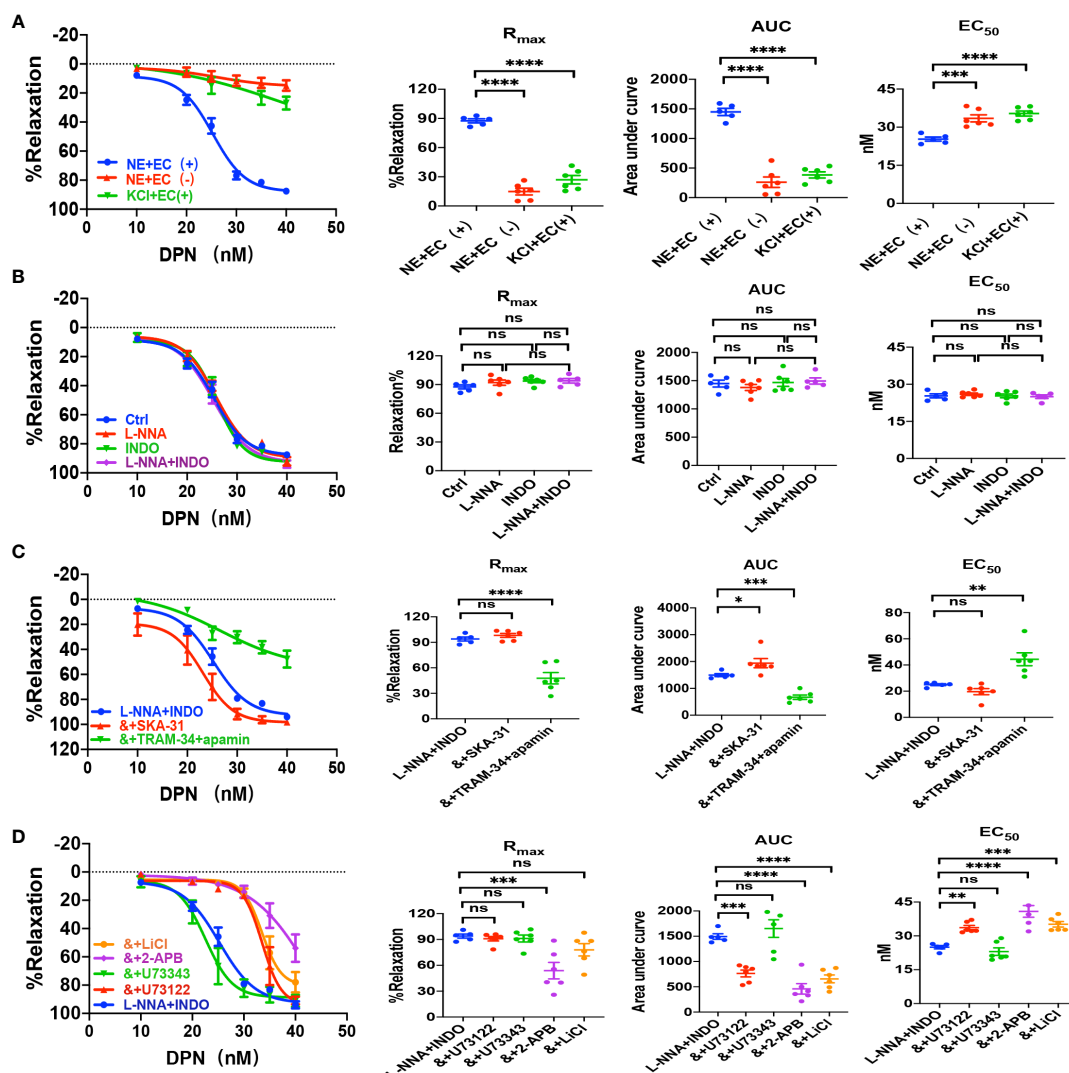 A
%Relaxation
-20
0
20
40
60
80
100
NE+EC (+)
NE+EC (-)
KCl+EC(+)
0 10 20 30 40 50
DPN (nM)
Rmax
****
****
%Relaxation
120
90
60
30
0
NE+EC (+)
NE+EC (-)
KCl+EC(+)
AUC
****
****
Area under curve
2000
1500
1000
500
0
NE+EC (+)
NE+EC (-)
KCl+EC(+)
EC50
****
***
nM
45
30
15
0
NE+EC (+)
NE+EC (-)
KCl+EC(+)
B
%Relaxation
-20
0
20
40
60
80
100
Ctrl
L-NNA
INDO
L-NNA+INDO
0 10 20 30 40 50
DPN (nM)
Rmax
ns
ns ns
ns ns
Relaxation%
120
90
60
30
0
Ctrl
L-NNA
INDO
L-NNA+INDO
AUC
ns
ns ns
ns ns
Area under curve
2000
1500
1000
500
0
Ctrl
L-NNA
INDO
L-NNA+INDO
EC50
ns
ns ns
ns ns
nM
45
30
15
0
Ctrl
L-NNA
INDO
L-NNA+INDO
C
%Relaxation
-20
0
20
40
60
80
100
120
L-NNA+INDO
&+SKA-31
&+TRAM-34+apamin
0 10 20 30 40 50
DPN (nM)
Rmax
****
ns
%Relaxation
120
90
60
30
0
L-NNA+INDO
&+SKA-31
&+TRAM-34+apamin
AUC
***
*
Area under curve
4000
3000
2000
1000
0
L-NNA+INDO
&+SKA-31
&+TRAM-34+apamin
EC50
**
ns
nM
80
60
40
20
0
L-NNA+INDO
&+SKA-31
&+TRAM-34+apamin
D
%Relaxation
-20
0
20
40
60
80
100
&+LiCl
&+2-APB
&+U73343
&+U73122
L-NNA+INDO
0 10 20 30 40 50
DPN (nM)
Rmax
ns
***
ns
ns
%Relaxation
120
90
60
30
0
L-NNA+INDO
&+U73122
&+U73343
&+2-APB
&+LiCl
AUC
****
****
ns
***
Area under curve
2000
1500
1000
500
0
L-NNA+INDO
&+U73122
&+U73343
&+2-APB
&+LiCl
EC50
***
****
ns
**
nM
45
30
15
0
L-NNA+INDO
&+U73122
&+U73343
&+2-APB
&+LiCl